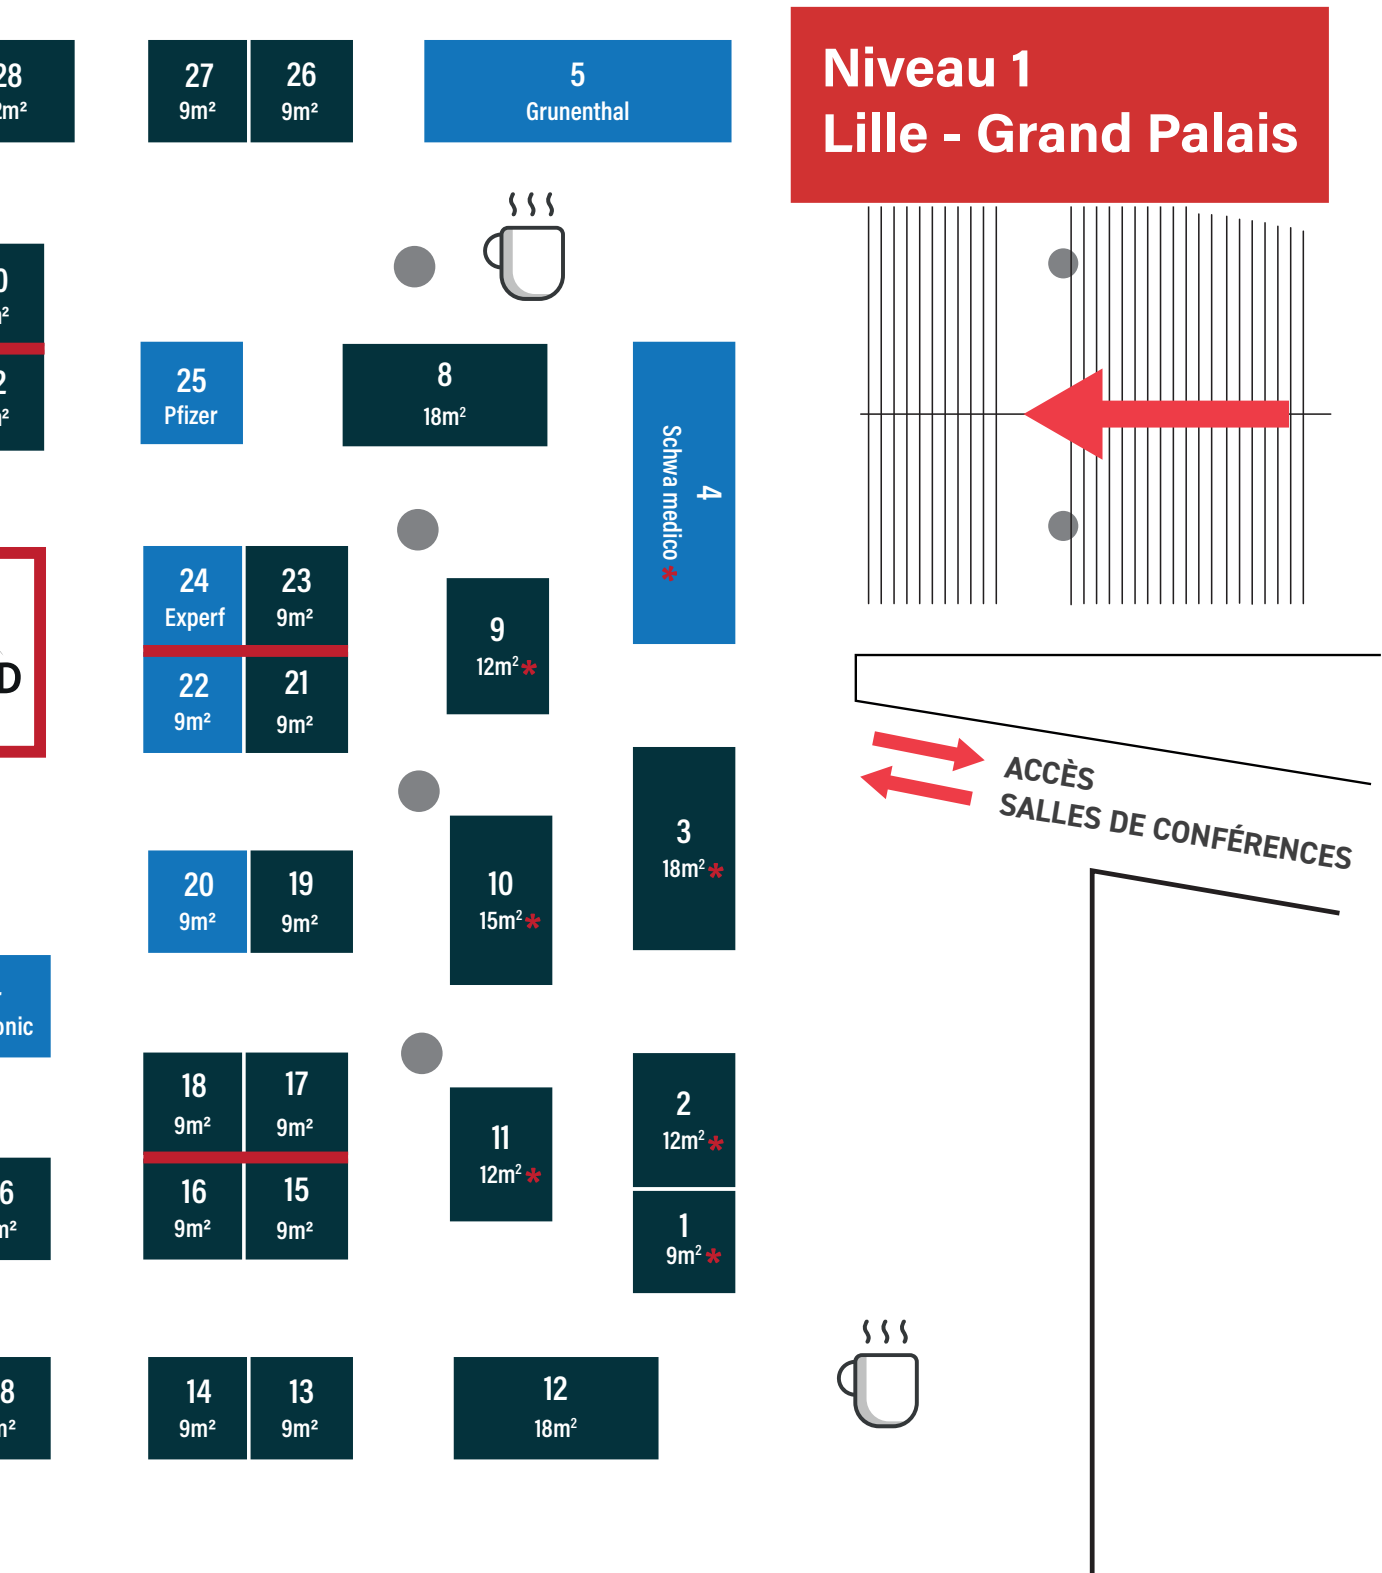 Niveau 1
Lille - Grand Palais
28
27
9m²
26
9m²
5
Grunenthal
25
Pfizer
8
18m²
4
Schwa medico *
24
Experf
23
9m²
22
9m²
21
9m²
9
12m² *
ACCÈS
SALLES DE CONFÉRENCES
3
18m² *
10
15m² *
20
9m²
19
9m²
18
9m²
17
9m²
16
9m²
15
9m²
11
12m² *
2
12m² *
1
9m² *
14
9m²
13
9m²
12
18m²